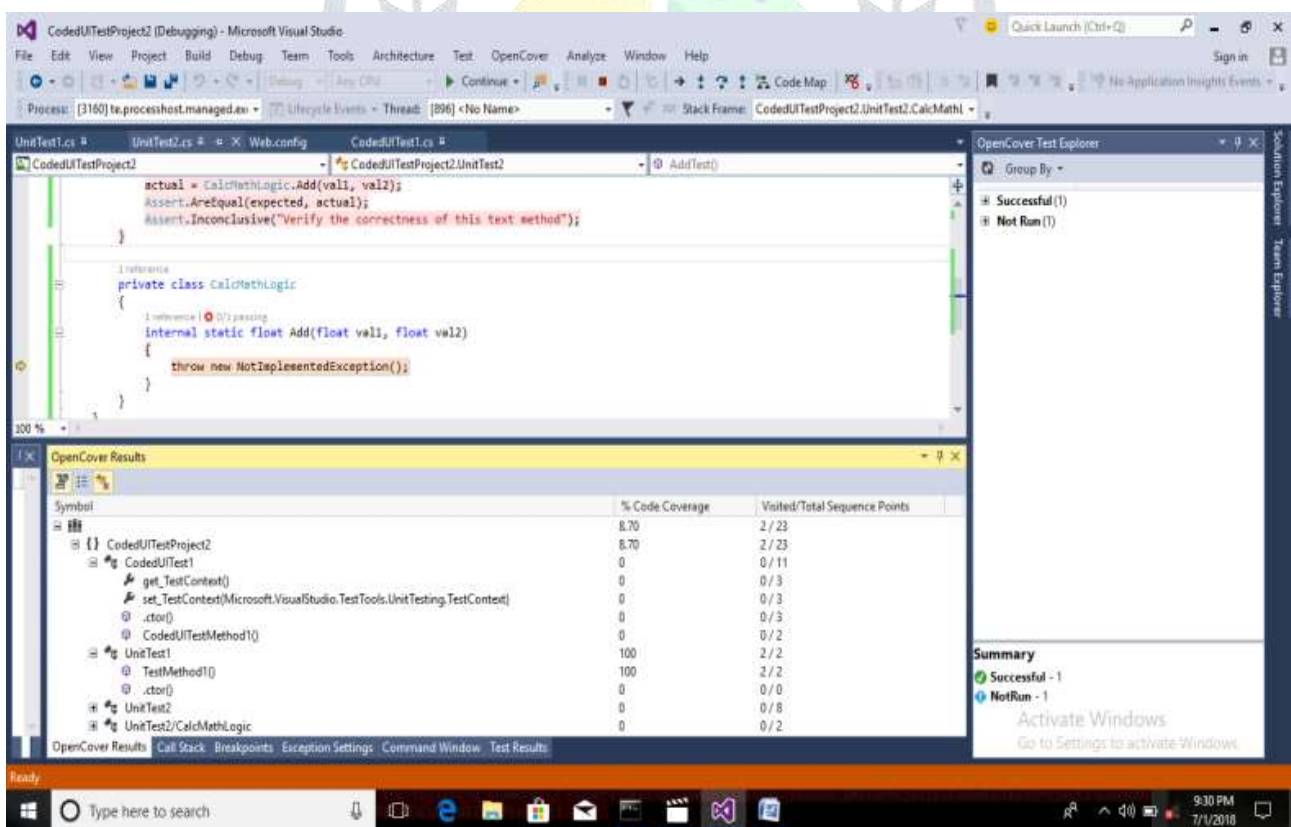 CodedUITestProject2 (Debugging) - Microsoft Visual Studio
Quick Launch (Ctrl+Q)
File Edit View Project Build Debug Team Tools Architecture Test OpenCover Analyze Window Help
Sign in
Debug Any CPU Continue Code Map No Application Insights Events
Process: [3160] te.processhost.managed.exe Lifecycle Events Thread: [896] <No Name> Stack Frame: CodedUITestProject2.UnitTest2.CalcMathL
UnitTest1.cs UnitTest2.cs Web.config CodedUITest1.cs
CodedUITestProject2 CodedUITestProject2.UnitTest2 AddTest()
actual = CalcMathLogic.Add(val1, val2);
Assert.AreEqual(expected, actual);
Assert.Inconclusive("Verify the correctness of this text method");
}
1 reference
private class CalcMathLogic
{
1 reference | 0/1 passing
internal static float Add(float val1, float val2)
{
throw new NotImplementedException();
}
}
}
100 %
OpenCover Test Explorer
Group By
Successful (1)
Not Run (1)
Solution Explorer
Team Explorer
OpenCover Results
Symbol % Code Coverage Visited/Total Sequence Points
8.70 2 / 23
{} CodedUITestProject2 8.70 2 / 23
CodedUITest1 0 0 / 11
get_TestContext() 0 0 / 3
set_TestContext(Microsoft.VisualStudio.TestTools.UnitTesting.TestContext) 0 0 / 3
.ctor() 0 0 / 3
CodedUITestMethod1() 0 0 / 2
UnitTest1 100 2 / 2
TestMethod1() 100 2 / 2
.ctor() 0 0 / 0
UnitTest2 0 0 / 8
UnitTest2/CalcMathLogic 0 0 / 2
OpenCover Results Call Stack Breakpoints Exception Settings Command Window Test Results
Summary
Successful - 1
NotRun - 1
Activate Windows
Go to Settings to activate Windows.
Ready
Type here to search
9:30 PM
7/1/2018